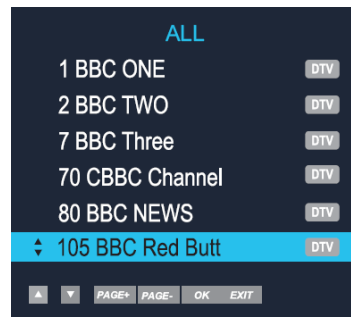 ALL
1 BBC ONE DTV
2 BBC TWO DTV
7 BBC Three DTV
70 CBBC Channel DTV
80 BBC NEWS DTV
105 BBC Red Butt DTV
PAGE+ PAGE- OK EXIT